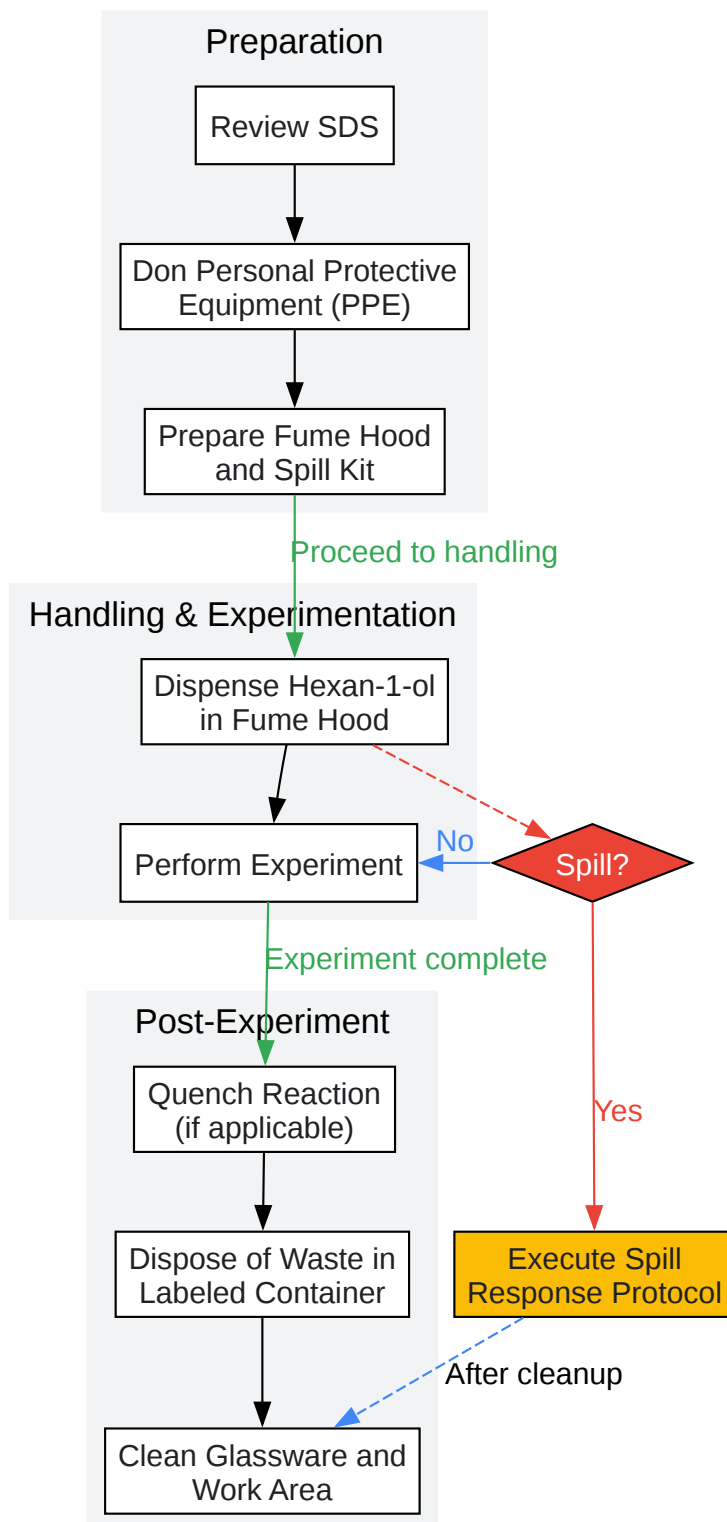 Preparation
Review SDS
Don Personal Protective
Equipment (PPE)
Prepare Fume Hood
and Spill Kit
Proceed to handling
Handling & Experimentation
Dispense Hexan-1-ol
in Fume Hood
Perform Experiment
No
Spill?
Experiment complete
Post-Experiment
Quench Reaction
(if applicable)
Yes
Dispose of Waste in
Labeled Container
Execute Spill
Response Protocol
After cleanup
Clean Glassware and
Work Area